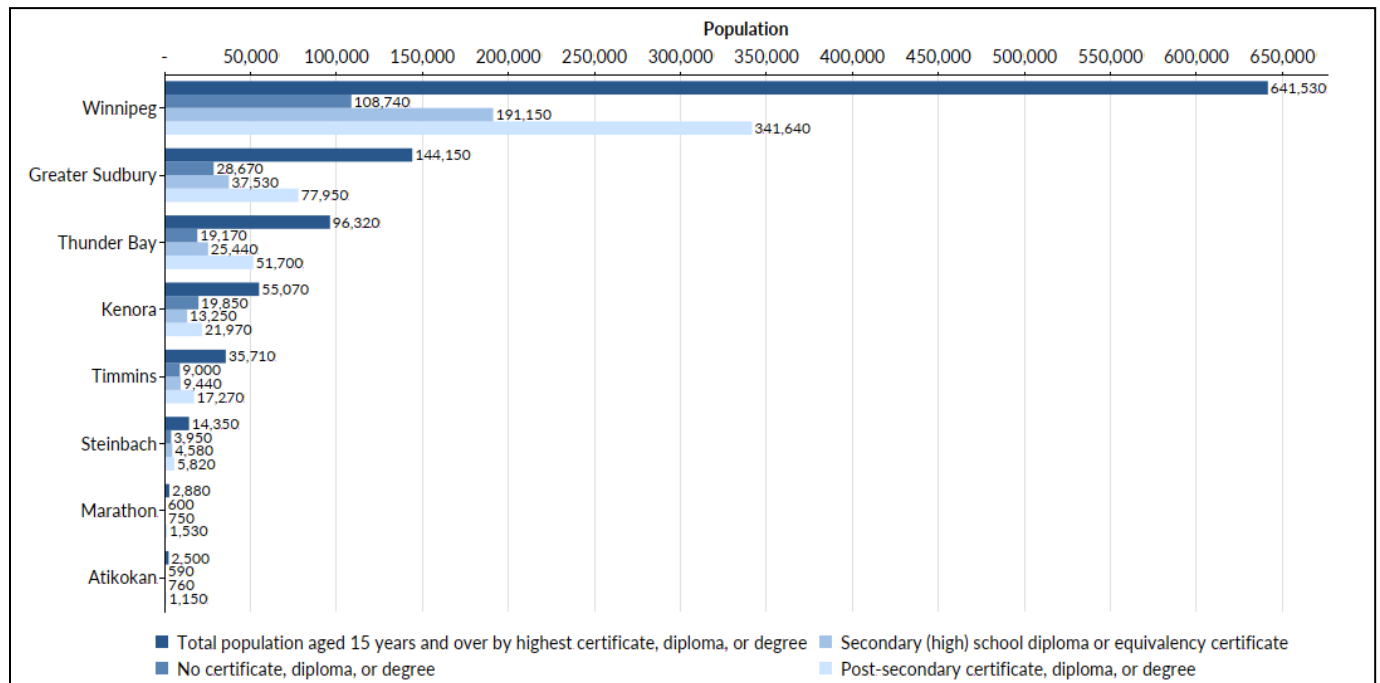 Population
- 50,000 100,000 150,000 200,000 250,000 300,000 350,000 400,000 450,000 500,000 550,000 600,000 650,000
641,530
Winnipeg
108,740
191,150
341,640
144,150
Greater Sudbury
28,670
37,530
77,950
96,320
Thunder Bay
19,170
25,440
51,700
55,070
Kenora
19,850
13,250
21,970
35,710
Timmins
9,000
9,440
17,270
14,350
Steinbach
3,950
4,580
5,820
2,880
Marathon
600
750
1,530
2,500
Atikokan
590
760
1,150
Total population aged 15 years and over by highest certificate, diploma, or degree
Secondary (high) school diploma or equivalency certificate
No certificate, diploma, or degree
Post-secondary certificate, diploma, or degree